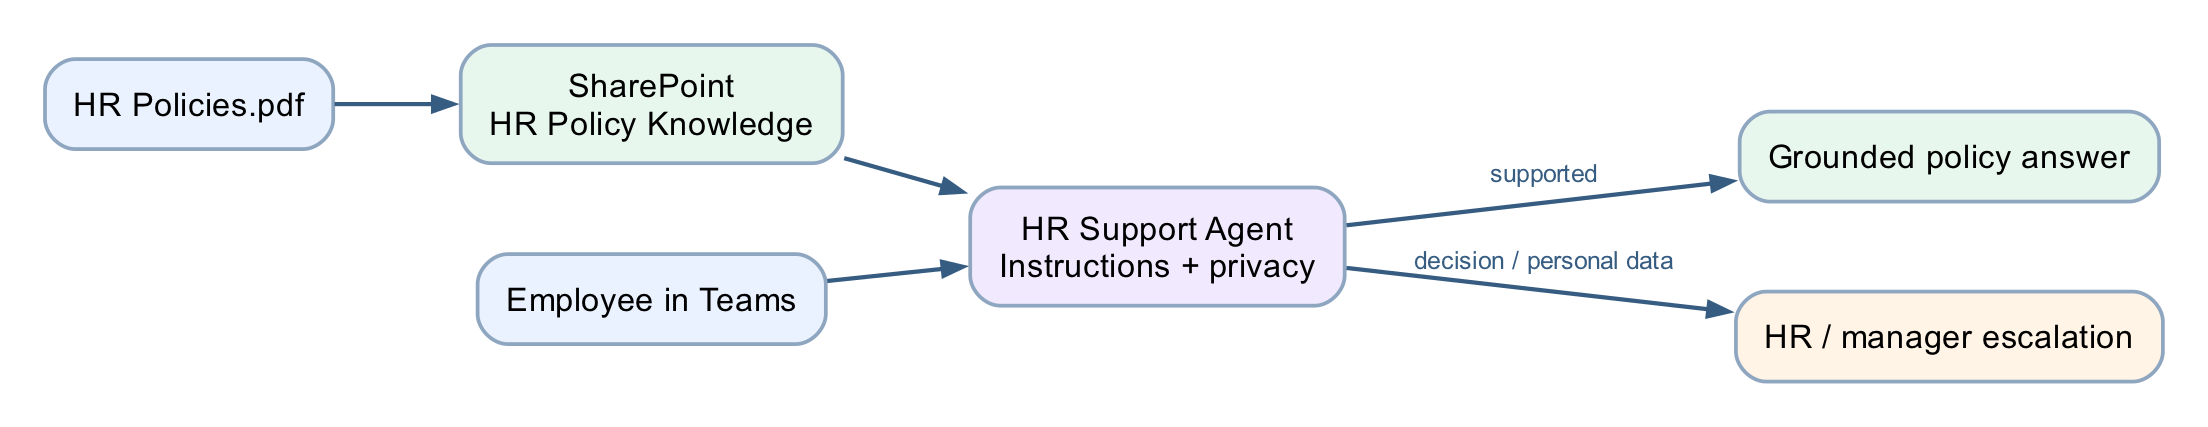 HR Policies.pdf
SharePoint
HR Policy Knowledge
Employee in Teams
HR Support Agent
Instructions + privacy
supported
decision / personal data
Grounded policy answer
HR / manager escalation